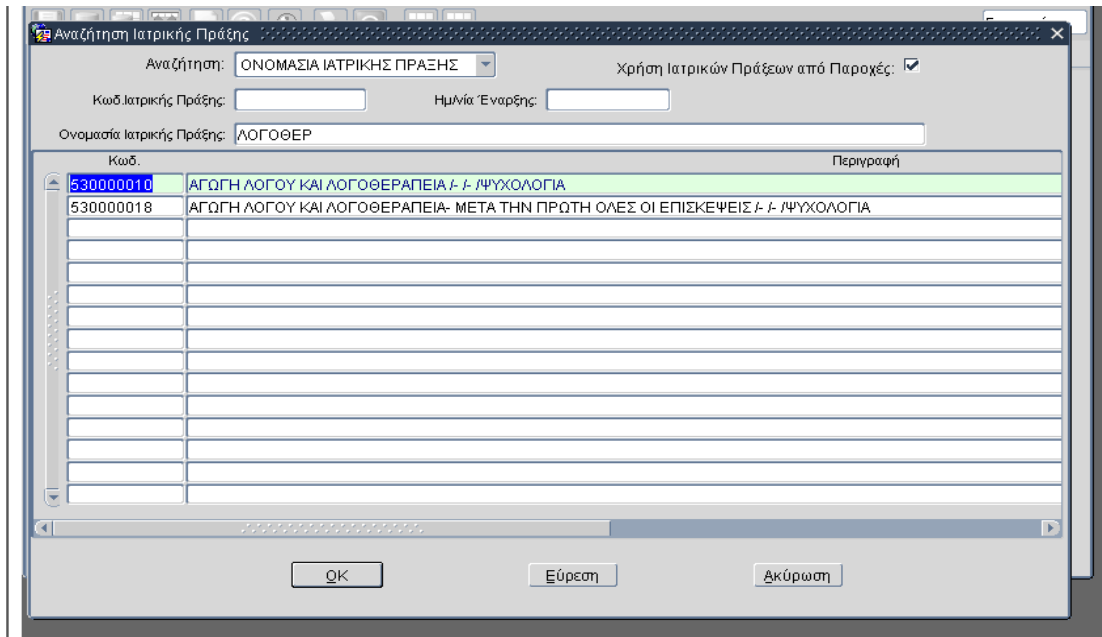 Αναζήτηση Ιατρικής Πράξης
Αναζήτηση: ΟΝΟΜΑΣΙΑ ΙΑΤΡΙΚΗΣ ΠΡΑΞΗΣ Χρήση Ιατρικών Πράξεων από Παροχές:
Κωδ.Ιατρικής Πράξης: Ημ/νία Έναρξης:
Ονομασία Ιατρικής Πράξης: ΛΟΓΟΘΕΡ
Κωδ. Περιγραφή
530000010 ΑΓΩΓΗ ΛΟΓΟΥ ΚΑΙ ΛΟΓΟΘΕΡΑΠΕΙΑ /- /- /ΨΥΧΟΛΟΓΙΑ
530000018 ΑΓΩΓΗ ΛΟΓΟΥ ΚΑΙ ΛΟΓΟΘΕΡΑΠΕΙΑ- ΜΕΤΑ ΤΗΝ ΠΡΩΤΗ ΟΛΕΣ ΟΙ ΕΠΙΣΚΕΨΕΙΣ /- /- /ΨΥΧΟΛΟΓΙΑ
OK Εύρεση Ακύρωση